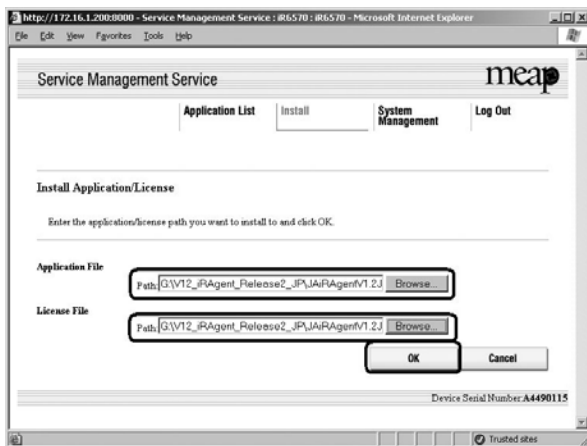 http://172.16.1.200:8000 - Service Management Service : iR6570 : iR6570 - Microsoft Internet Explorer
File Edit View Favorites Tools Help
Service Management Service
meap
Application List Install System Management Log Out
Install Application/License
Enter the application/license path you want to install to and click OK.
Application File
Path: G:\V12_iRAgent_Release2_JP\JAiRAgentV1.2J Browse...
License File
Path: G:\V12_iRAgent_Release2_JP\JAiRAgentV1.2J Browse...
OK Cancel
Device Serial Number:A4490115
Trusted sites